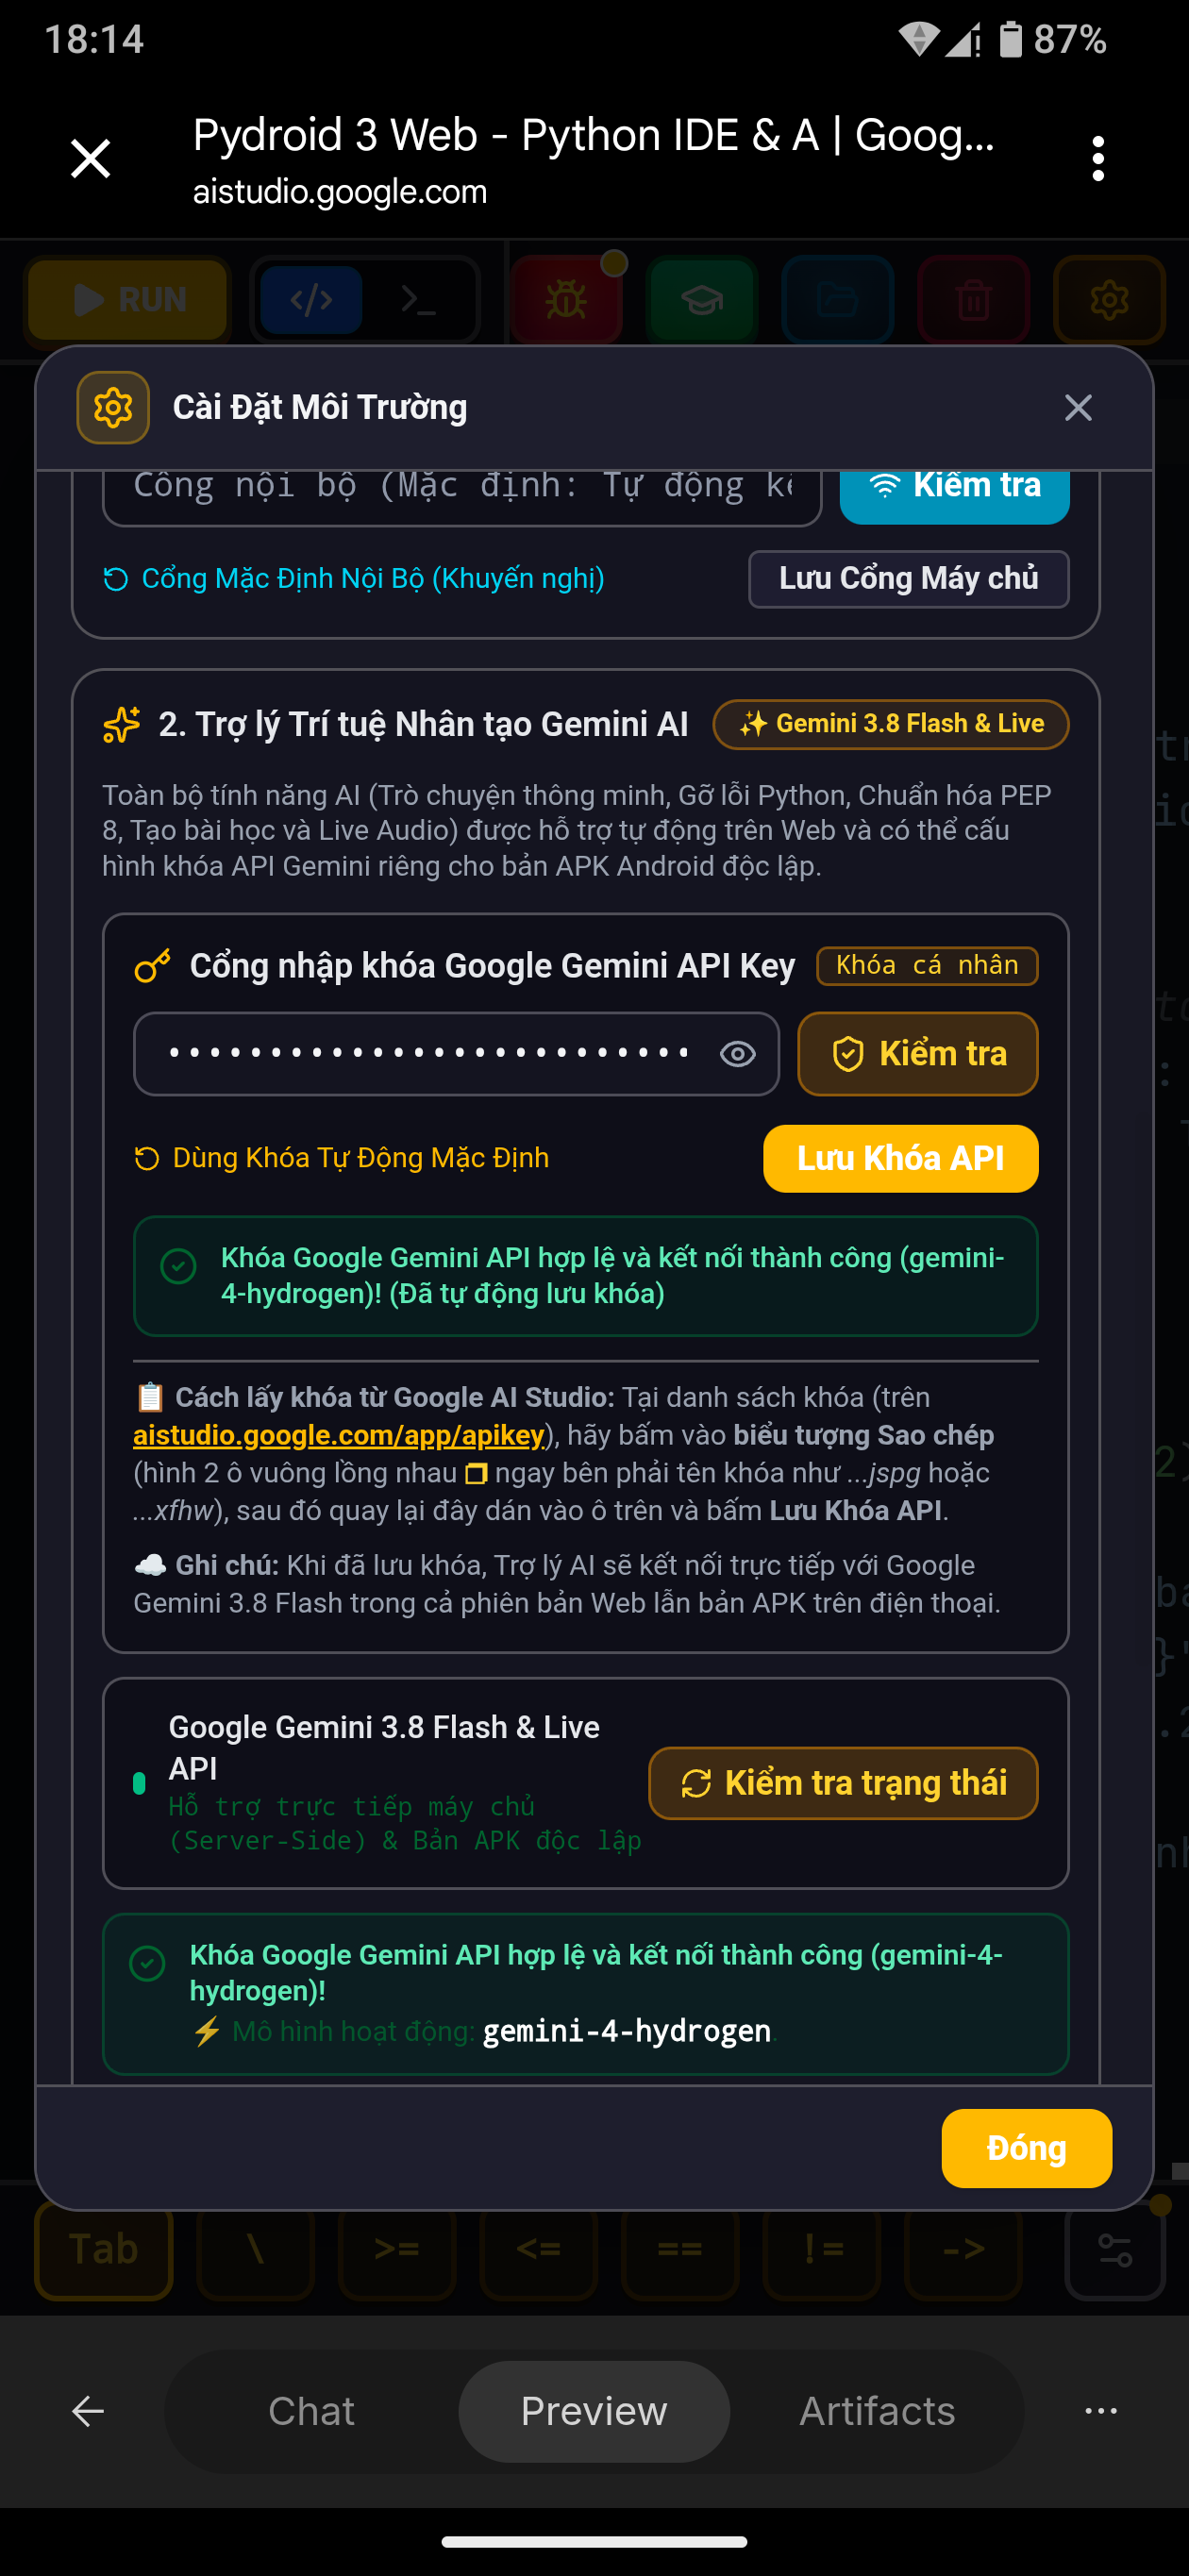 18:14
87%
Pydroid 3 Web - Python IDE & A | Goog...
aistudio.google.com
RUN
Cài Đặt Môi Trường
Cổng nội bộ (Mặc định: Tự động kế
Kiểm tra
Cổng Mặc Định Nội Bộ (Khuyến nghị)
Lưu Cổng Máy chủ
2. Trợ lý Trí tuệ Nhân tạo Gemini AI
✨ Gemini 3.8 Flash & Live
Toàn bộ tính năng AI (Trò chuyện thông minh, Gỡ lỗi Python, Chuẩn hóa PEP
8, Tạo bài học và Live Audio) được hỗ trợ tự động trên Web và có thể cấu
hình khóa API Gemini riêng cho bản APK Android độc lập.
Cổng nhập khóa Google Gemini API Key
Khóa cá nhân
Kiểm tra
Dùng Khóa Tự Động Mặc Định
Lưu Khóa API
Khóa Google Gemini API hợp lệ và kết nối thành công (gemini-
4-hydrogen)! (Đã tự động lưu khóa)
📋 Cách lấy khóa từ Google AI Studio: Tại danh sách khóa (trên
aistudio.google.com/app/apikey), hãy bấm vào biểu tượng Sao chép
(hình 2 ô vuông lồng nhau ❐ ngay bên phải tên khóa như ...jspg hoặc
...xfhw), sau đó quay lại đây dán vào ô trên và bấm Lưu Khóa API.
☁️ Ghi chú: Khi đã lưu khóa, Trợ lý AI sẽ kết nối trực tiếp với Google
Gemini 3.8 Flash trong cả phiên bản Web lẫn bản APK trên điện thoại.
Google Gemini 3.8 Flash & Live
API
Hỗ trợ trực tiếp máy chủ
(Server-Side) & Bản APK độc lập
Kiểm tra trạng thái
Khóa Google Gemini API hợp lệ và kết nối thành công (gemini-4-
hydrogen)!
⚡ Mô hình hoạt động: gemini-4-hydrogen.
Đóng
Tab \ >= <= == != ->
Chat
Preview
Artifacts